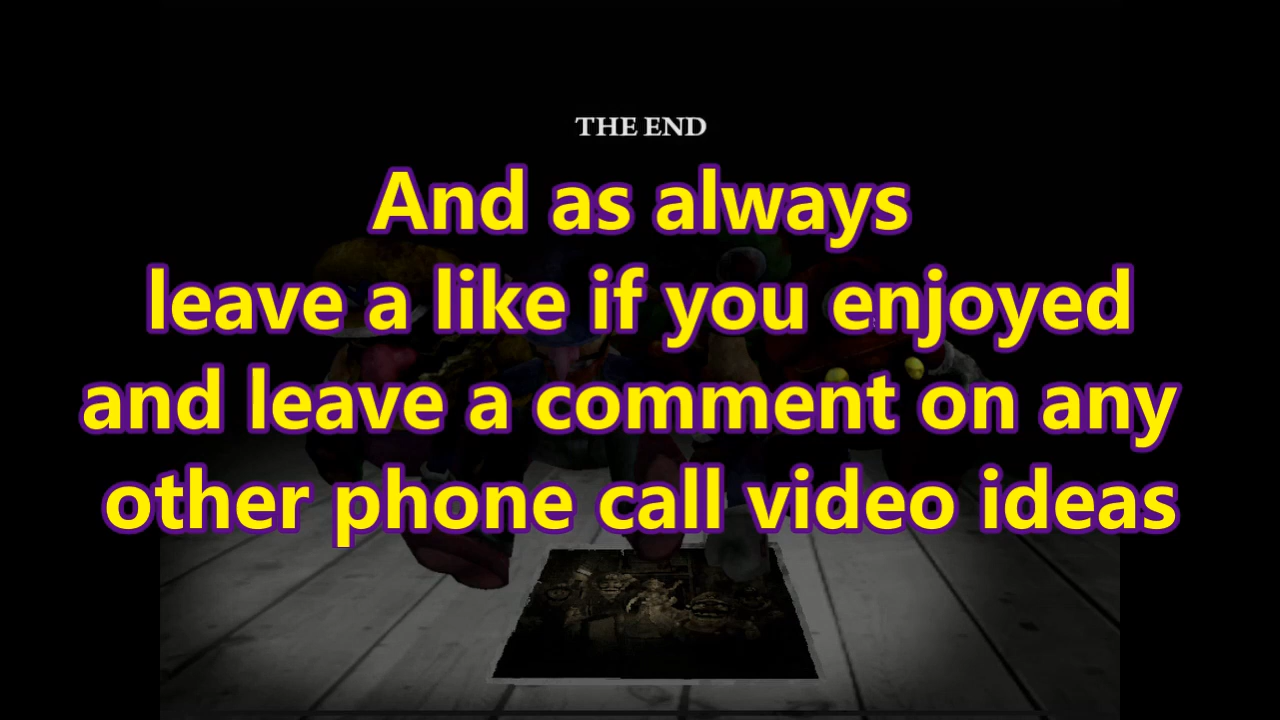 THE END
And as always
leave a like if you enjoyed
and leave a comment on any
other phone call video ideas